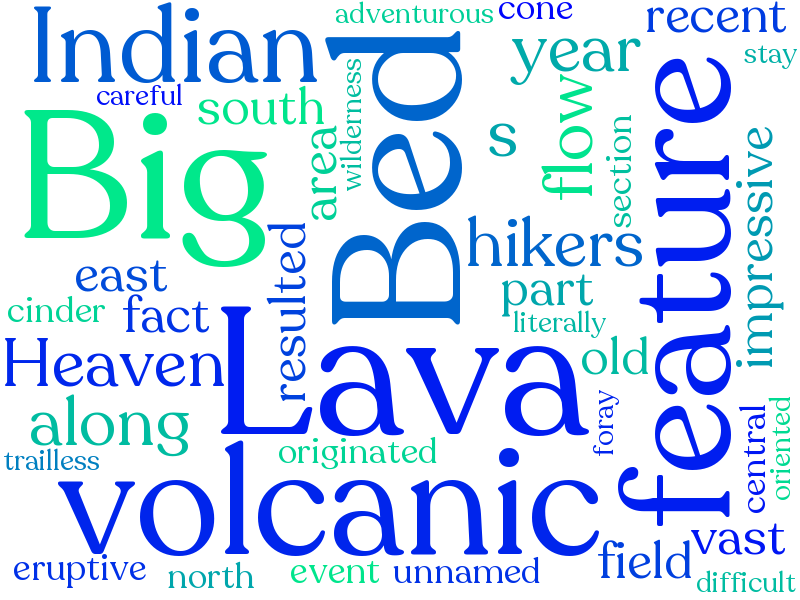 adventurous
cone
recent
Indian
year
stay
careful
south
Bed
wilderness
area
s
flow
section
feature
impressive
Big
hikers
east
resulted
part
cinder
fact
literally
Heaven
Lava
old
along
foray
central
oriented
trailless
originated
volcanic
vast
eruptive
north
event
unnamed
field
difficult